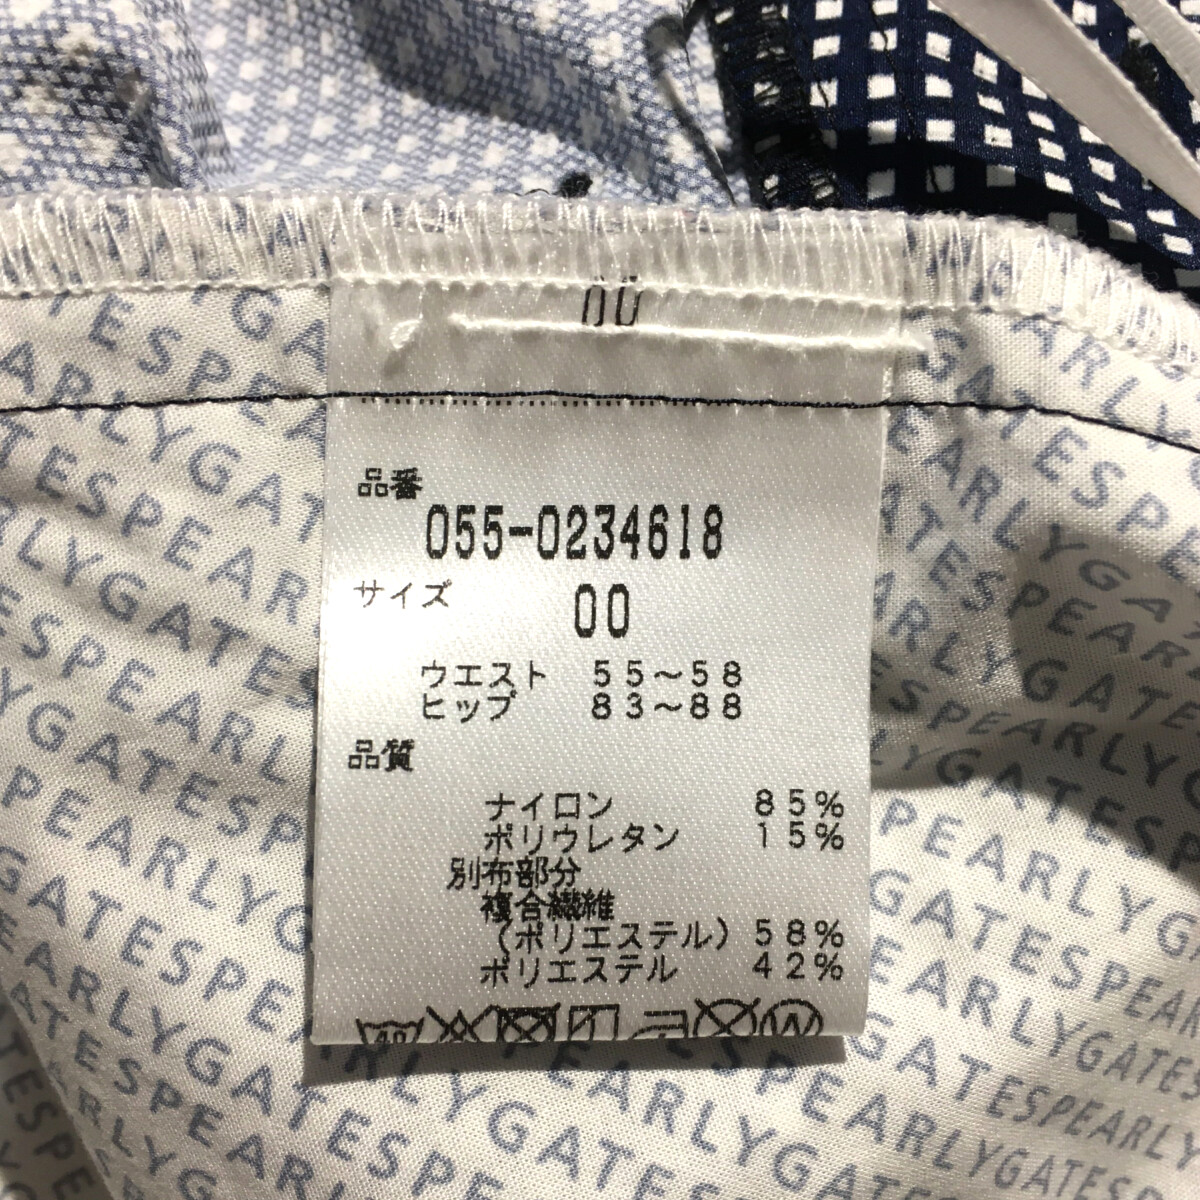 00
品番
055-0234618
サイズ 00
ウエスト 55～58
ヒップ 83～88
品質
ナイロン 85%
ポリウレタン 15%
別布部分
複合繊維
(ポリエステル) 58%
ポリエステル 42%
40
W
PEARLYGATES